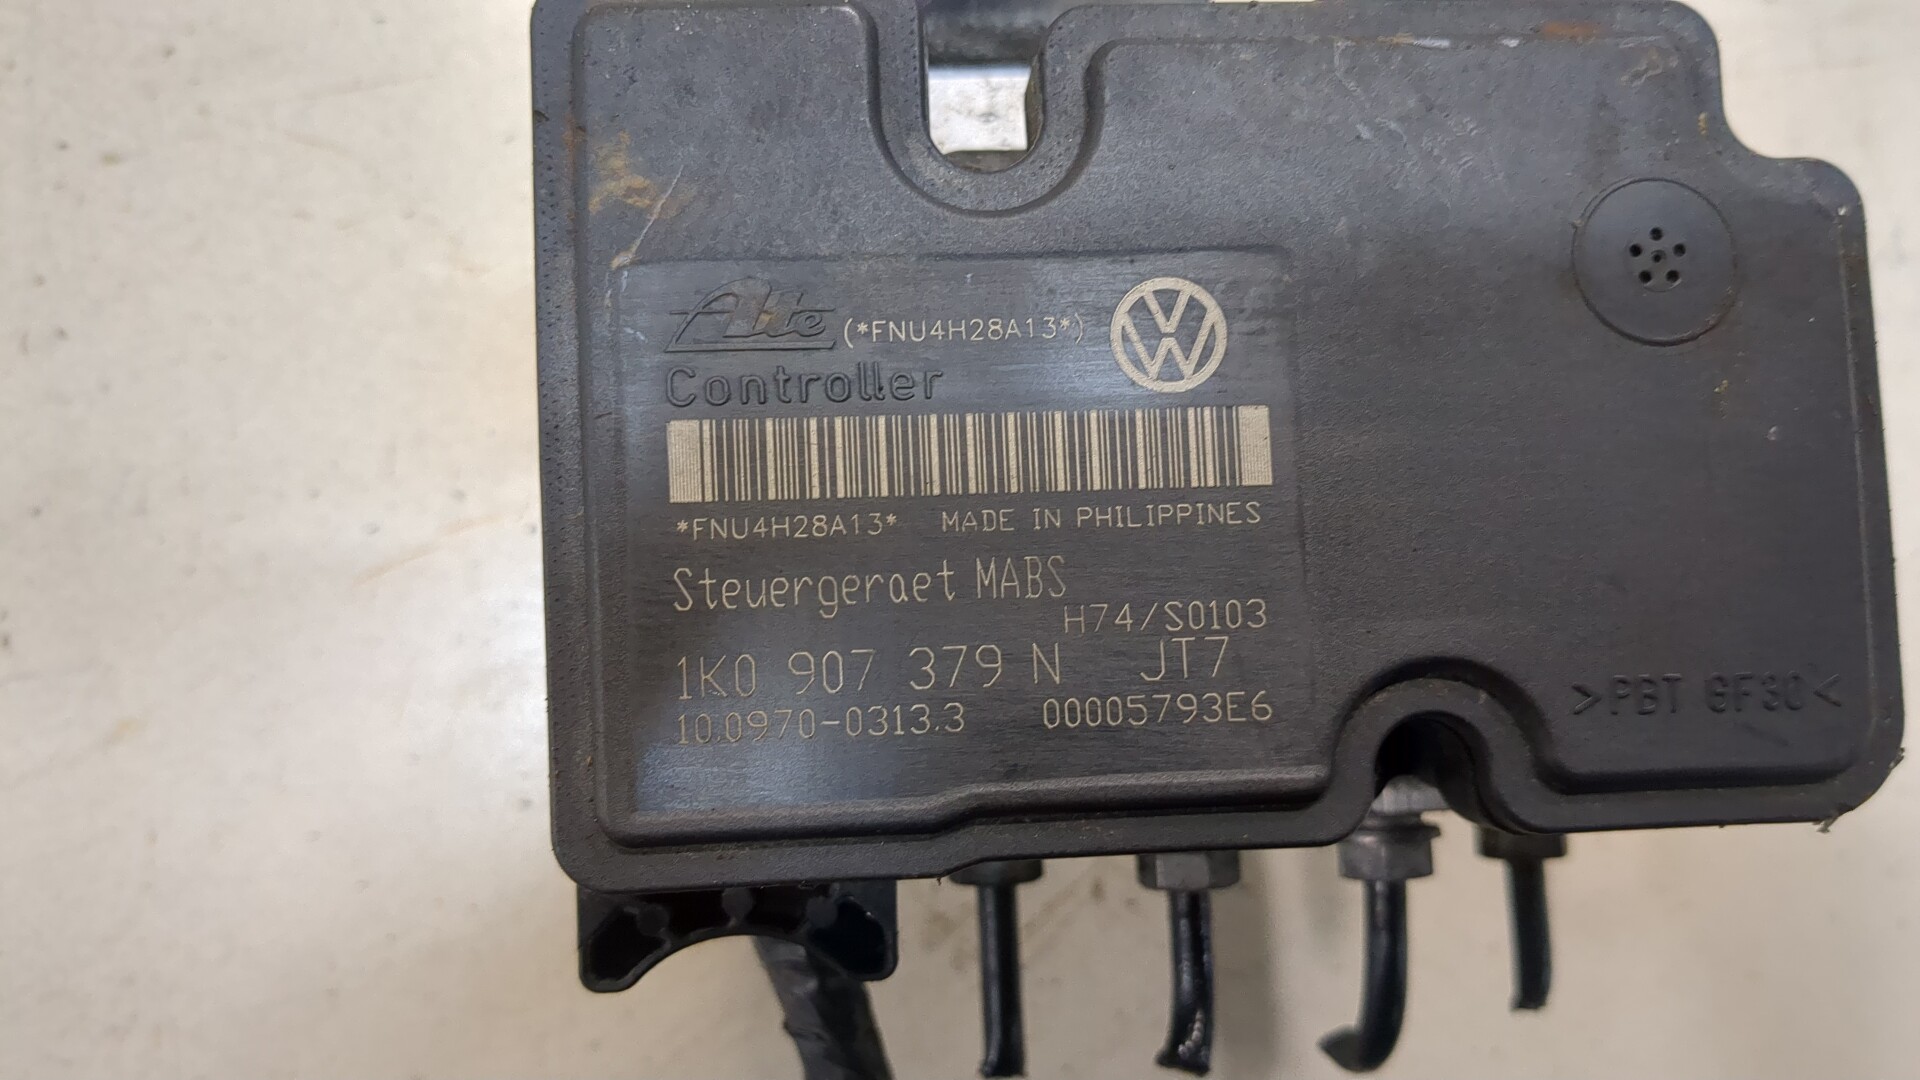 Ate (*FNU4H28A13*)
Controller
*FNU4H28A13* MADE IN PHILIPPINES
Steuergeraet MABS
H74/S0103
1K0 907 379 N JT7
10.0970-0313.3 00005793E6
>PBT GF30<